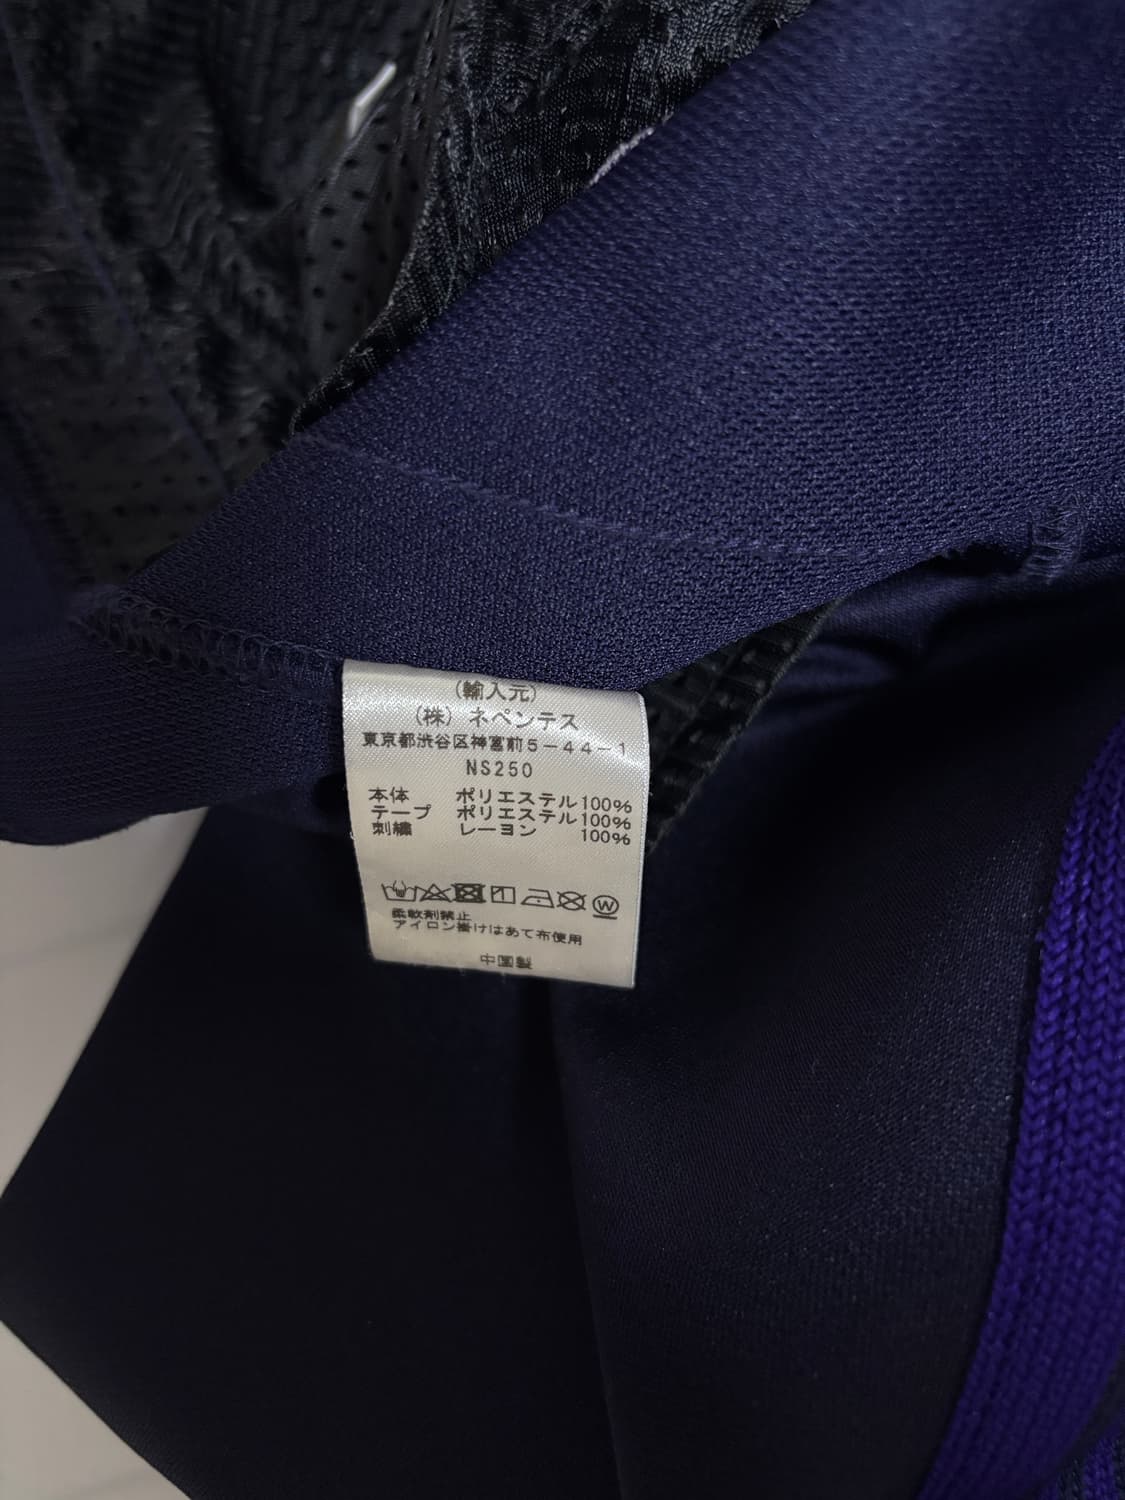 (輸入元)
(株) ネペンテス
東京都渋谷区神宮前5-44-1
NS250
本体 ポリエステル100%
テープ ポリエステル100%
刺繍 レーヨン 100%
W
柔軟剤禁止
アイロン掛けはあて布使用
中国製